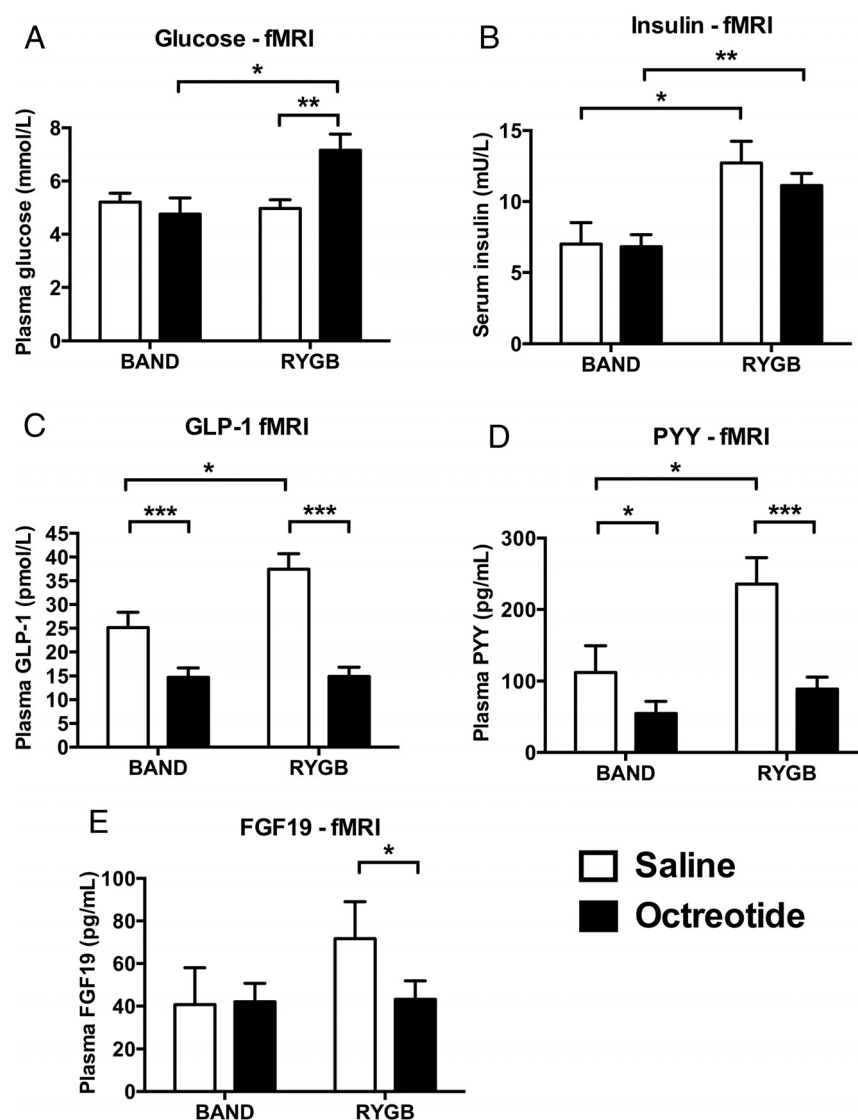 A
Glucose - fMRI
*
**
Plasma glucose (mmol/L)
8
6
4
2
0
BAND
RYGB
B
Insulin - fMRI
**
*
Serum insulin (mU/L)
15
10
5
0
BAND
RYGB
C
GLP-1 fMRI
*
***
***
Plasma GLP-1 (pmol/L)
45
40
35
30
25
20
15
10
5
0
BAND
RYGB
D
PYY - fMRI
*
*
***
Plasma PYY (pg/mL)
300
200
100
0
BAND
RYGB
E
FGF19 - fMRI
*
Plasma FGF19 (pg/mL)
100
80
60
40
20
0
BAND
RYGB
Saline
Octreotide